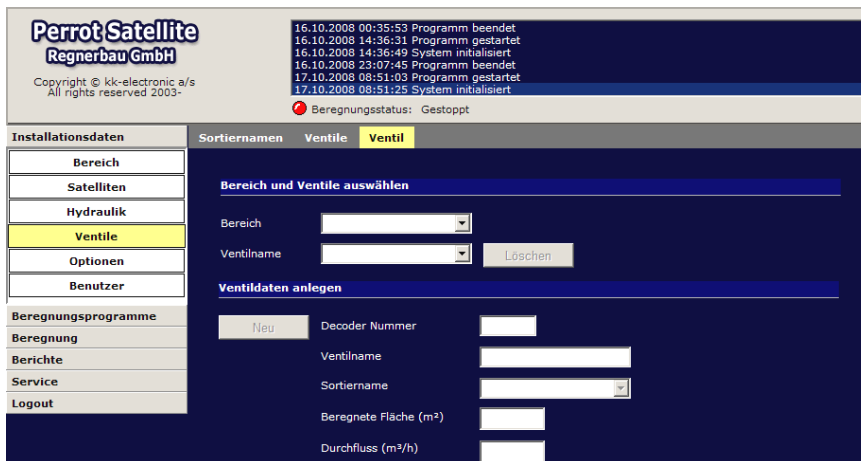 Perrot Satellite
Regnerbau GmbH
Copyright © kk-electronic a/s
All rights reserved 2003-
16.10.2008 00:35:53 Programm beendet
16.10.2008 14:36:31 Programm gestartet
16.10.2008 14:36:49 System initialisiert
16.10.2008 23:07:45 Programm beendet
17.10.2008 08:51:03 Programm gestartet
17.10.2008 08:51:25 System initialisiert
Beregnungsstatus: Gestoppt
Installationsdaten
Bereich
Satelliten
Hydraulik
Ventile
Optionen
Benutzer
Beregnungsprogramme
Beregnung
Berichte
Service
Logout
Sortiernamen Ventile Ventil
Bereich und Ventile auswählen
Bereich
Ventilname
Löschen
Ventildaten anlegen
Neu
Decoder Nummer
Ventilname
Sortiername
Beregnete Fläche (m²)
Durchfluss (m³/h)